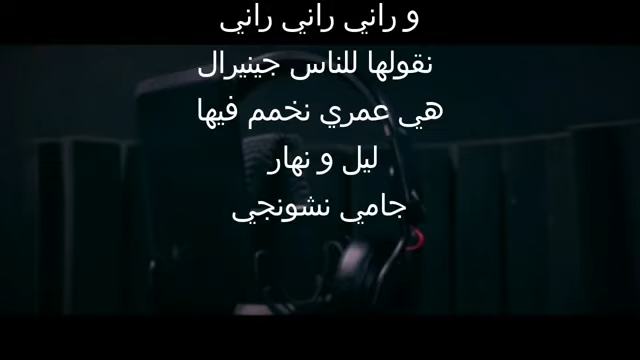 و راني راني راني
نقولها للناس جينيرال
هي عمري نخمم فيها
ليل و نهار
جامي نشونجي